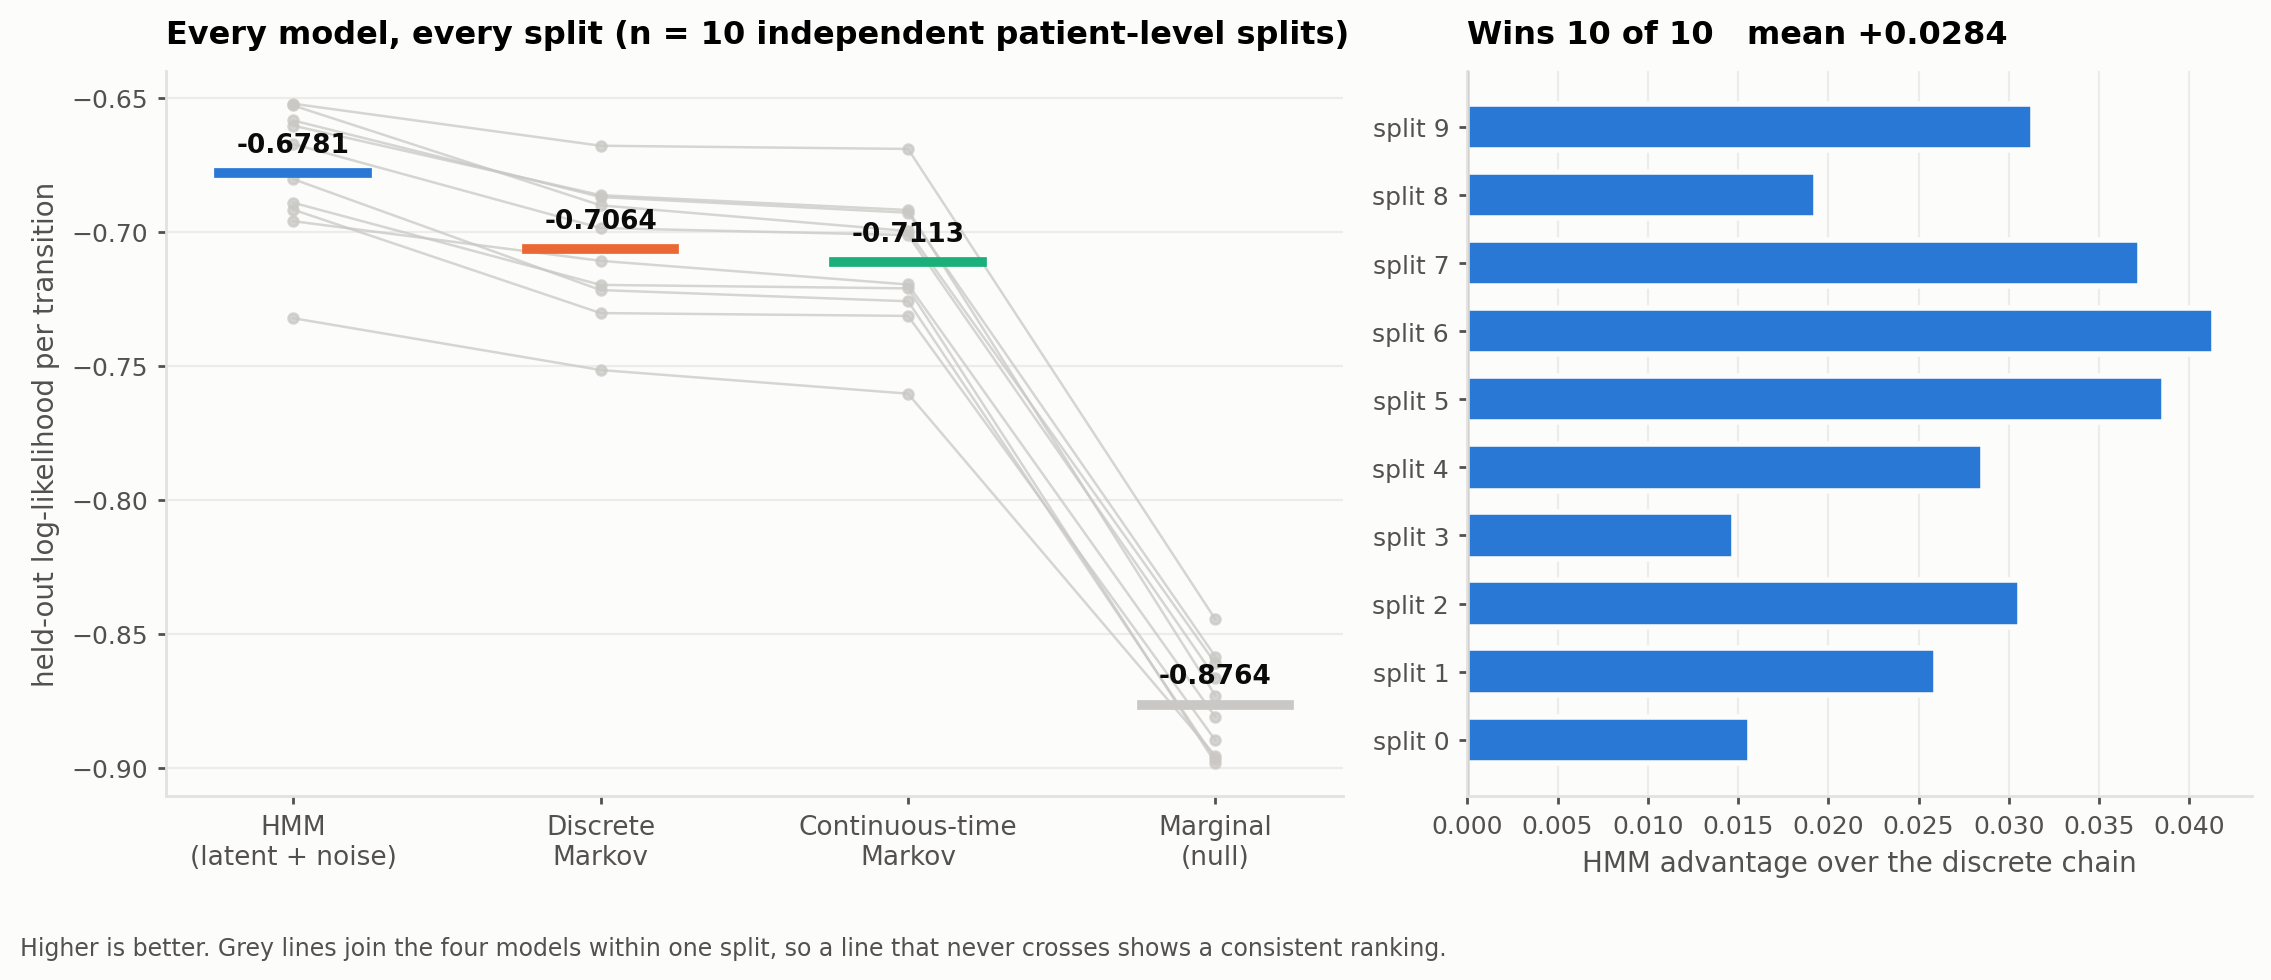 Every model, every split (n = 10 independent patient-level splits)
held-out log-likelihood per transition
−0.65
−0.70
−0.75
−0.80
−0.85
−0.90
-0.6781
-0.7064
-0.7113
-0.8764
HMM
(latent + noise)
Discrete
Markov
Continuous-time
Markov
Marginal
(null)
Wins 10 of 10   mean +0.0284
split 9
split 8
split 7
split 6
split 5
split 4
split 3
split 2
split 1
split 0
0.000 0.005 0.010 0.015 0.020 0.025 0.030 0.035 0.040
HMM advantage over the discrete chain
Higher is better. Grey lines join the four models within one split, so a line that never crosses shows a consistent ranking.